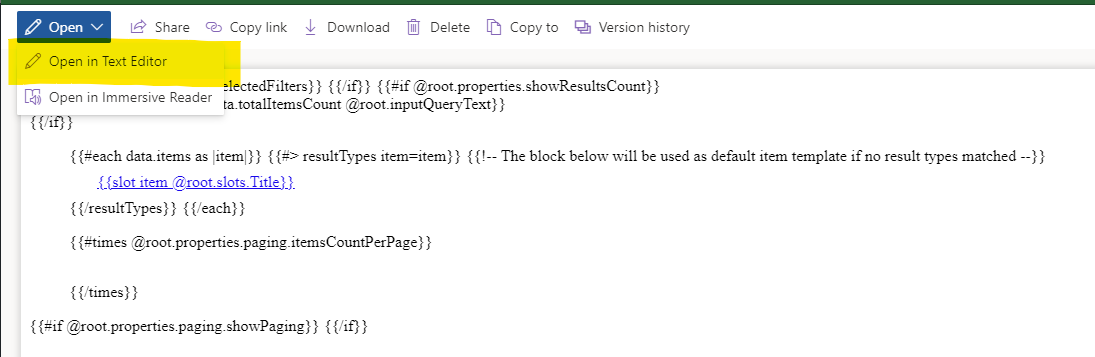 Open Share Copy link Download Delete Copy to Version history
Open in Text Editor
electedFilters}} {{/if}} {{#if @root.properties.showResultsCount}}
Open in Immersive Reader
ta.totalItemsCount @root.inputQueryText}}
{{/if}}
{{#each data.items as |item|}} {{#> resultTypes item=item}} {{!-- The block below will be used as default item template if no result types matched --}}
{{slot item @root.slots.Title}}
{{/resultTypes}} {{/each}}
{{#times @root.properties.paging.itemsCountPerPage}}
{{/times}}
{{#if @root.properties.paging.showPaging}} {{/if}}